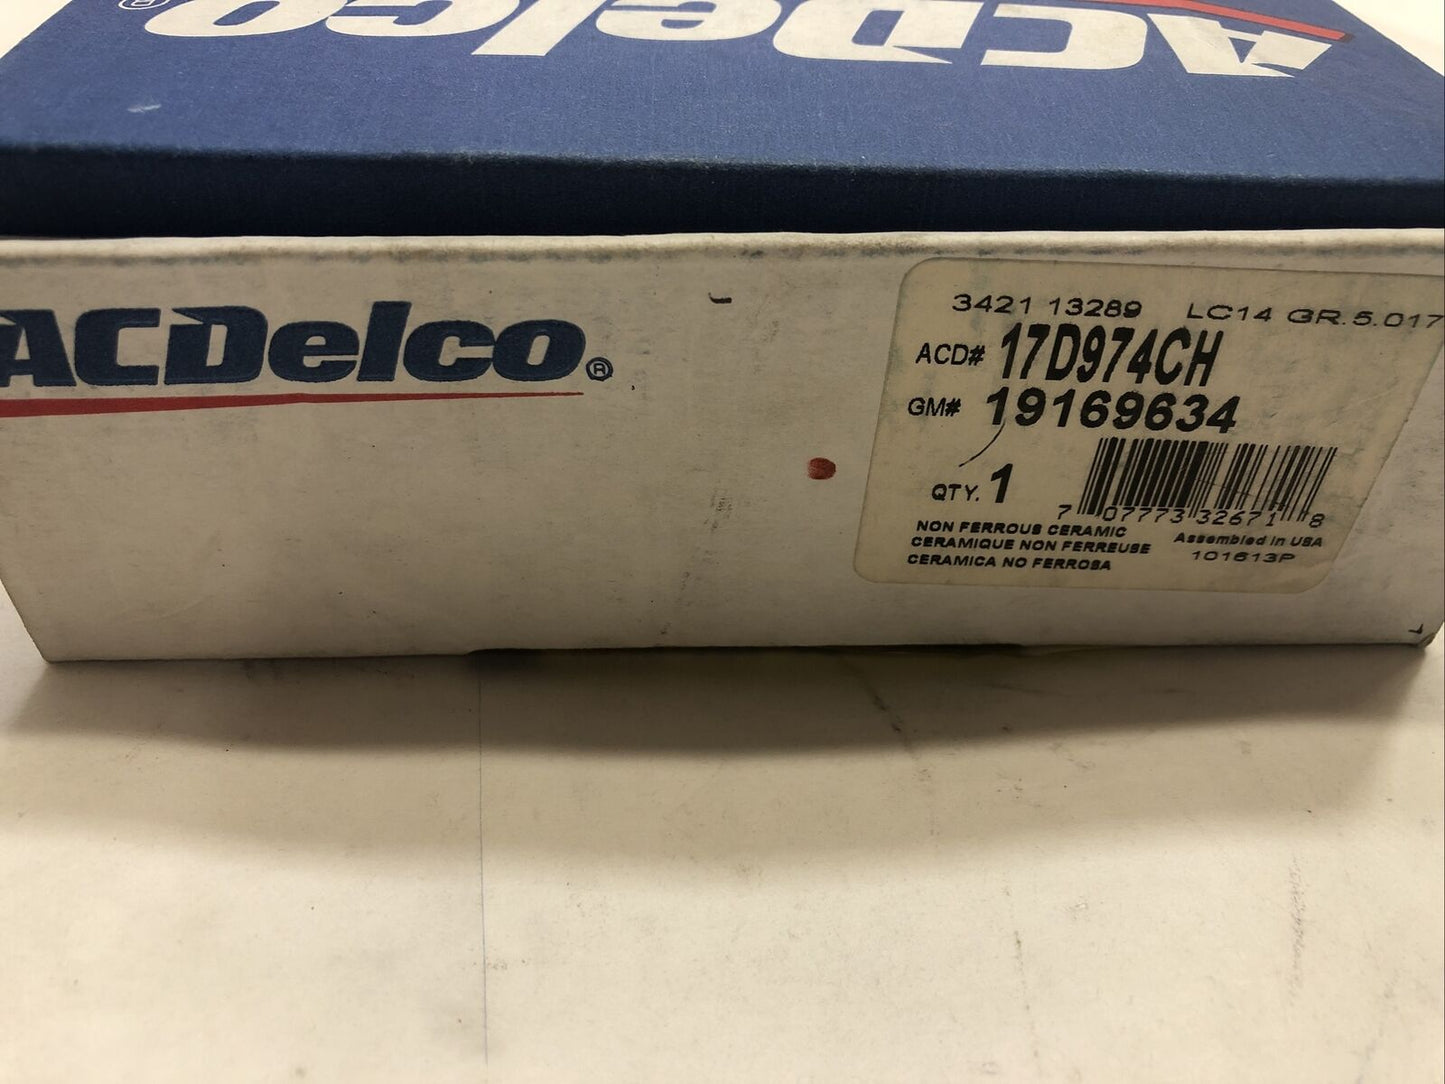 ACDelco®
ACDelco®
3421 13289 LC14 GR.5.017
ACD# 17D974CH
GM# 19169634
QTY. 1
7 07773 32671 8
NON FERROUS CERAMIC
CERAMIQUE NON FERREUSE
CERAMICA NO FERROSA
Assembled in USA
101613P